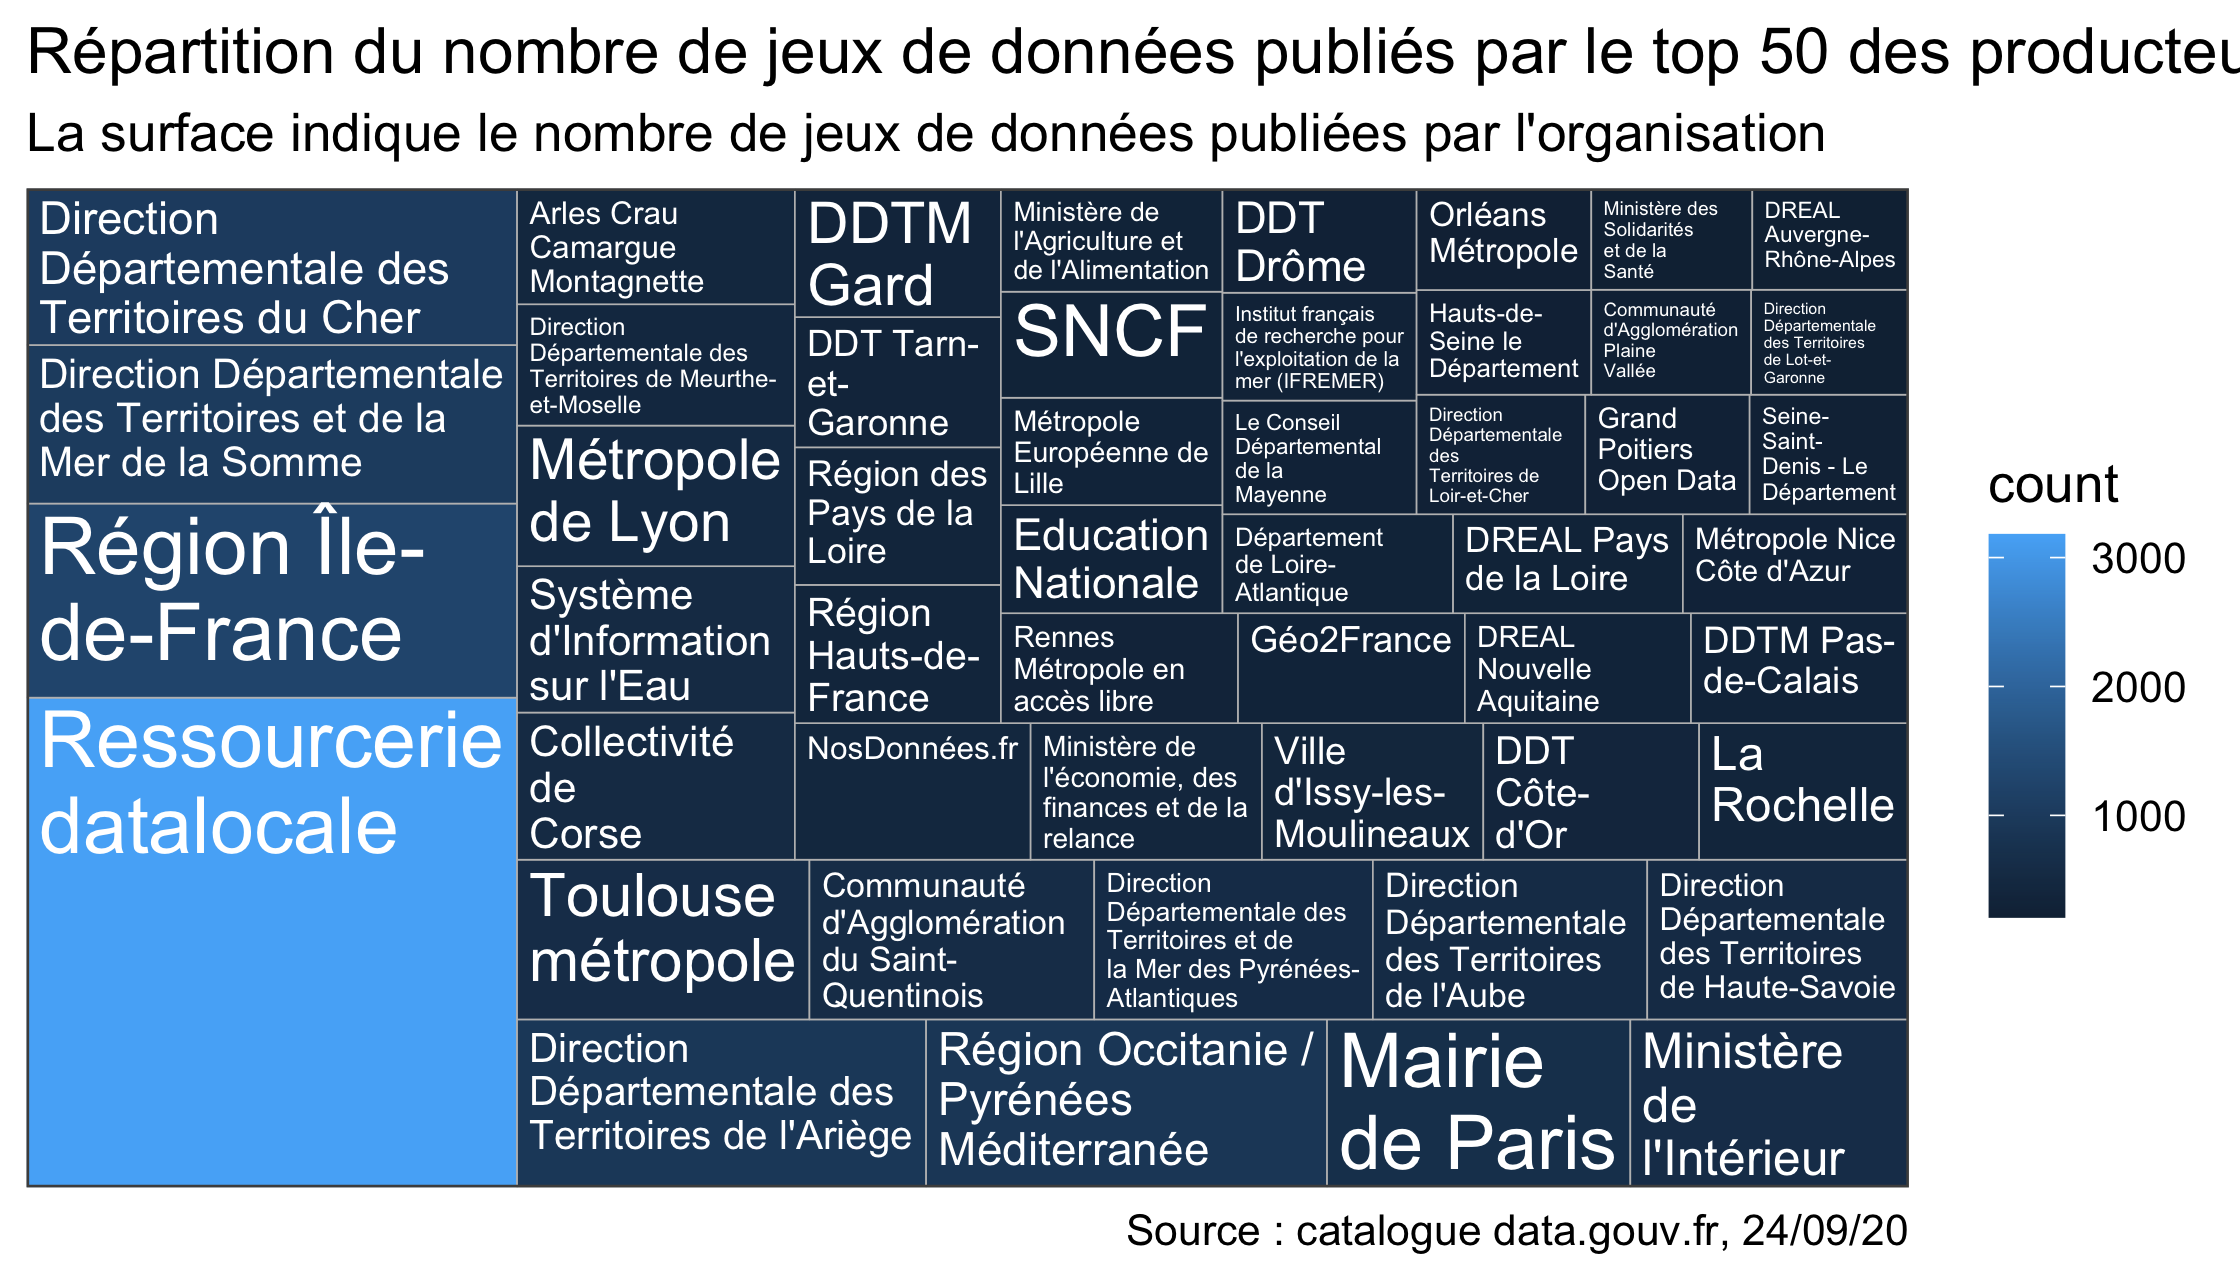 Répartition du nombre de jeux de données publiés par le top 50 des producteu
La surface indique le nombre de jeux de données publiées par l'organisation
Direction
Départementale des
Territoires du Cher
Direction Départementale
des Territoires et de la
Mer de la Somme
Région Île-
de-France
Ressourcerie
datalocale
Arles Crau
Camargue
Montagnette
Direction
Départementale des
Territoires de Meurthe-
et-Moselle
Métropole
de Lyon
Système
d'Information
sur l'Eau
Collectivité
de
Corse
DDTM
Gard
DDT Tarn-
et-
Garonne
Région des
Pays de la
Loire
Région
Hauts-de-
France
Ministère de
l'Agriculture et
de l'Alimentation
SNCF
Métropole
Européenne de
Lille
Education
Nationale
DDT
Drôme
Institut français
de recherche pour
l'exploitation de la
mer (IFREMER)
Le Conseil
Départemental
de la
Mayenne
Orléans
Métropole
Ministère des
Solidarités
et de la
Santé
DREAL
Auvergne-
Rhône-Alpes
Hauts-de-
Seine le
Département
Communauté
d'Agglomération
Plaine
Vallée
Direction
Départementale
des Territoires
de Lot-et-
Garonne
Direction
Départementale
des
Territoires de
Loir-et-Cher
Grand
Poitiers
Open Data
Seine-
Saint-
Denis - Le
Département
Département
de Loire-
Atlantique
DREAL Pays
de la Loire
Métropole Nice
Côte d'Azur
Rennes
Métropole en
accès libre
Géo2France
DREAL
Nouvelle
Aquitaine
DDTM Pas-
de-Calais
NosDonnées.fr
Ministère de
l'économie, des
finances et de la
relance
Ville
d'Issy-les-
Moulineaux
DDT
Côte-
d'Or
La
Rochelle
Toulouse
métropole
Communauté
d'Agglomération
du Saint-
Quentinois
Direction
Départementale des
Territoires et de
la Mer des Pyrénées-
Atlantiques
Direction
Départementale
des Territoires
de l'Aube
Direction
Départementale
des Territoires
de Haute-Savoie
Direction
Départementale des
Territoires de l'Ariège
Région Occitanie /
Pyrénées
Méditerranée
Mairie
de Paris
Ministère
de
l'Intérieur
count
3000
2000
1000
Source : catalogue data.gouv.fr, 24/09/20